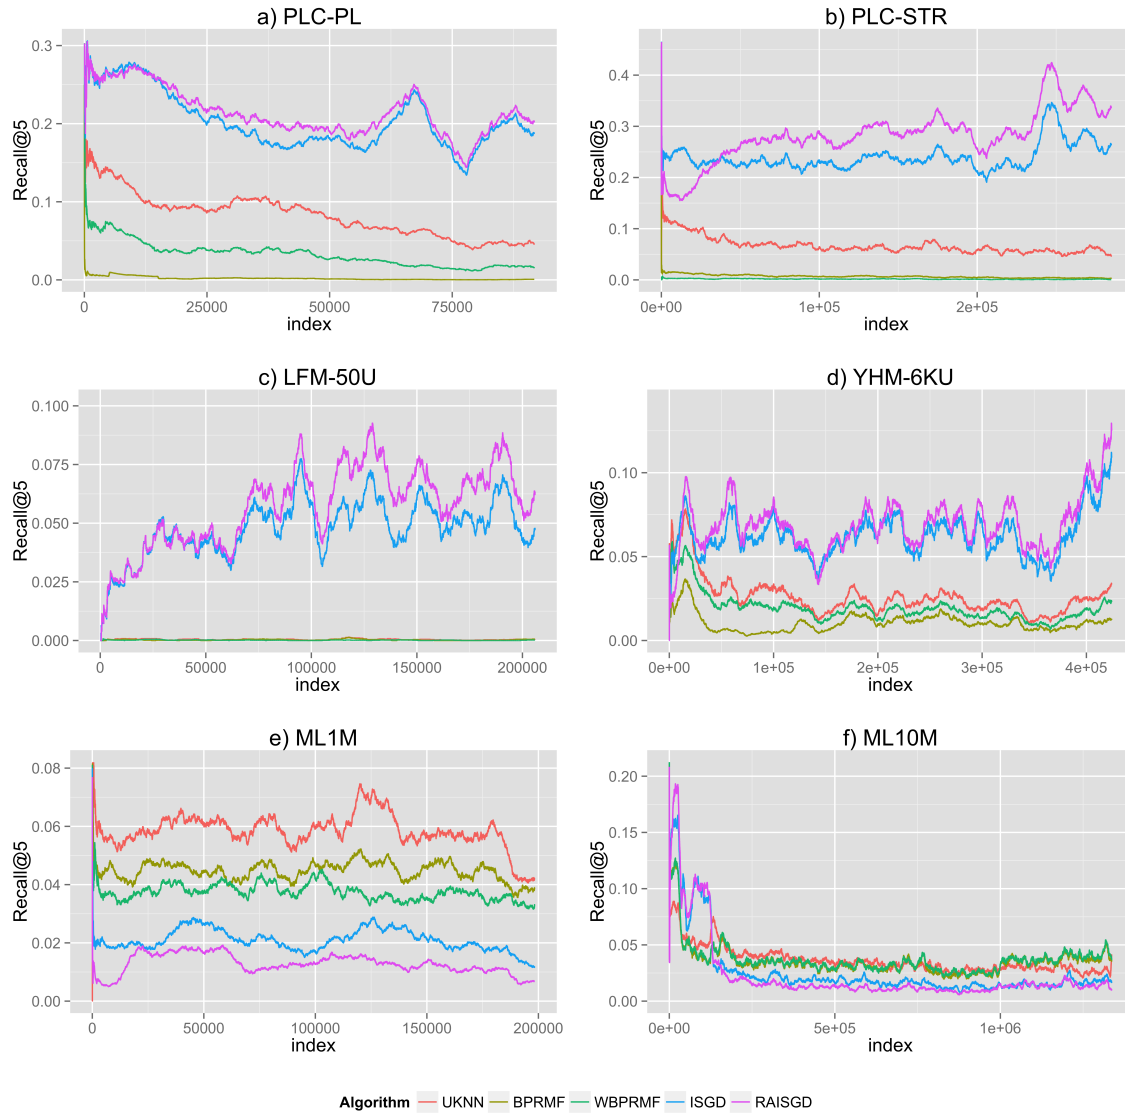 a) PLC-PL
b) PLC-STR
0.3
0.2
0.1
0.0
Recall@5
0
25000
50000
75000
index
0.4
0.3
0.2
0.1
0.0
Recall@5
0e+00
1e+05
2e+05
index
c) LFM-50U
d) YHM-6KU
0.100
0.075
0.050
0.025
0.000
Recall@5
0
50000
100000
150000
200000
index
0.10
0.05
0.00
Recall@5
0e+00
1e+05
2e+05
3e+05
4e+05
index
e) ML1M
f) ML10M
0.08
0.06
0.04
0.02
0.00
Recall@5
0
50000
100000
150000
200000
index
0.20
0.15
0.10
0.05
0.00
Recall@5
0e+00
5e+05
1e+06
index
Algorithm UKNN BPRMF WBPRMF ISGD RAISGD